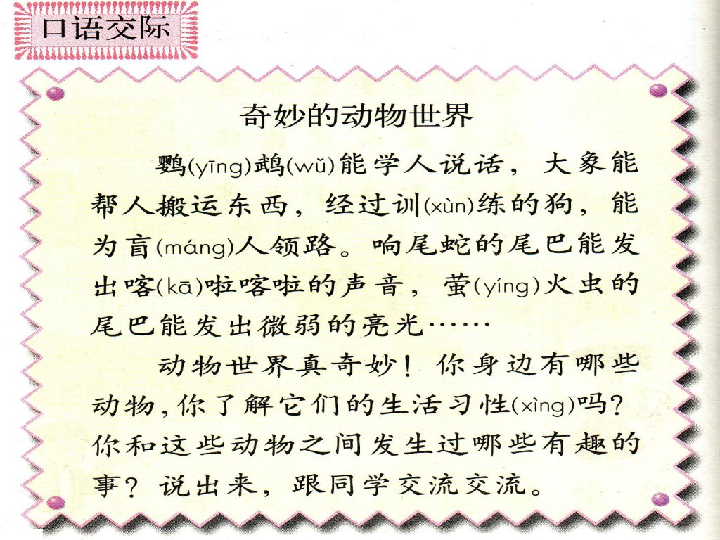 口语交际
奇妙的动物世界
鹦(yīng)鹉(wǔ)能学人说话，大象能
帮人搬运东西，经过训(xùn)练的狗，能
为盲(máng)人领路。响尾蛇的尾巴能发
出喀(kā)啦喀啦的声音，萤(yíng)火虫的
尾巴能发出微弱的亮光……
动物世界真奇妙！你身边有哪些
动物，你了解它们的生活习性(xìng)吗？
你和这些动物之间发生过哪些有趣的
事？说出来，跟同学交流交流。